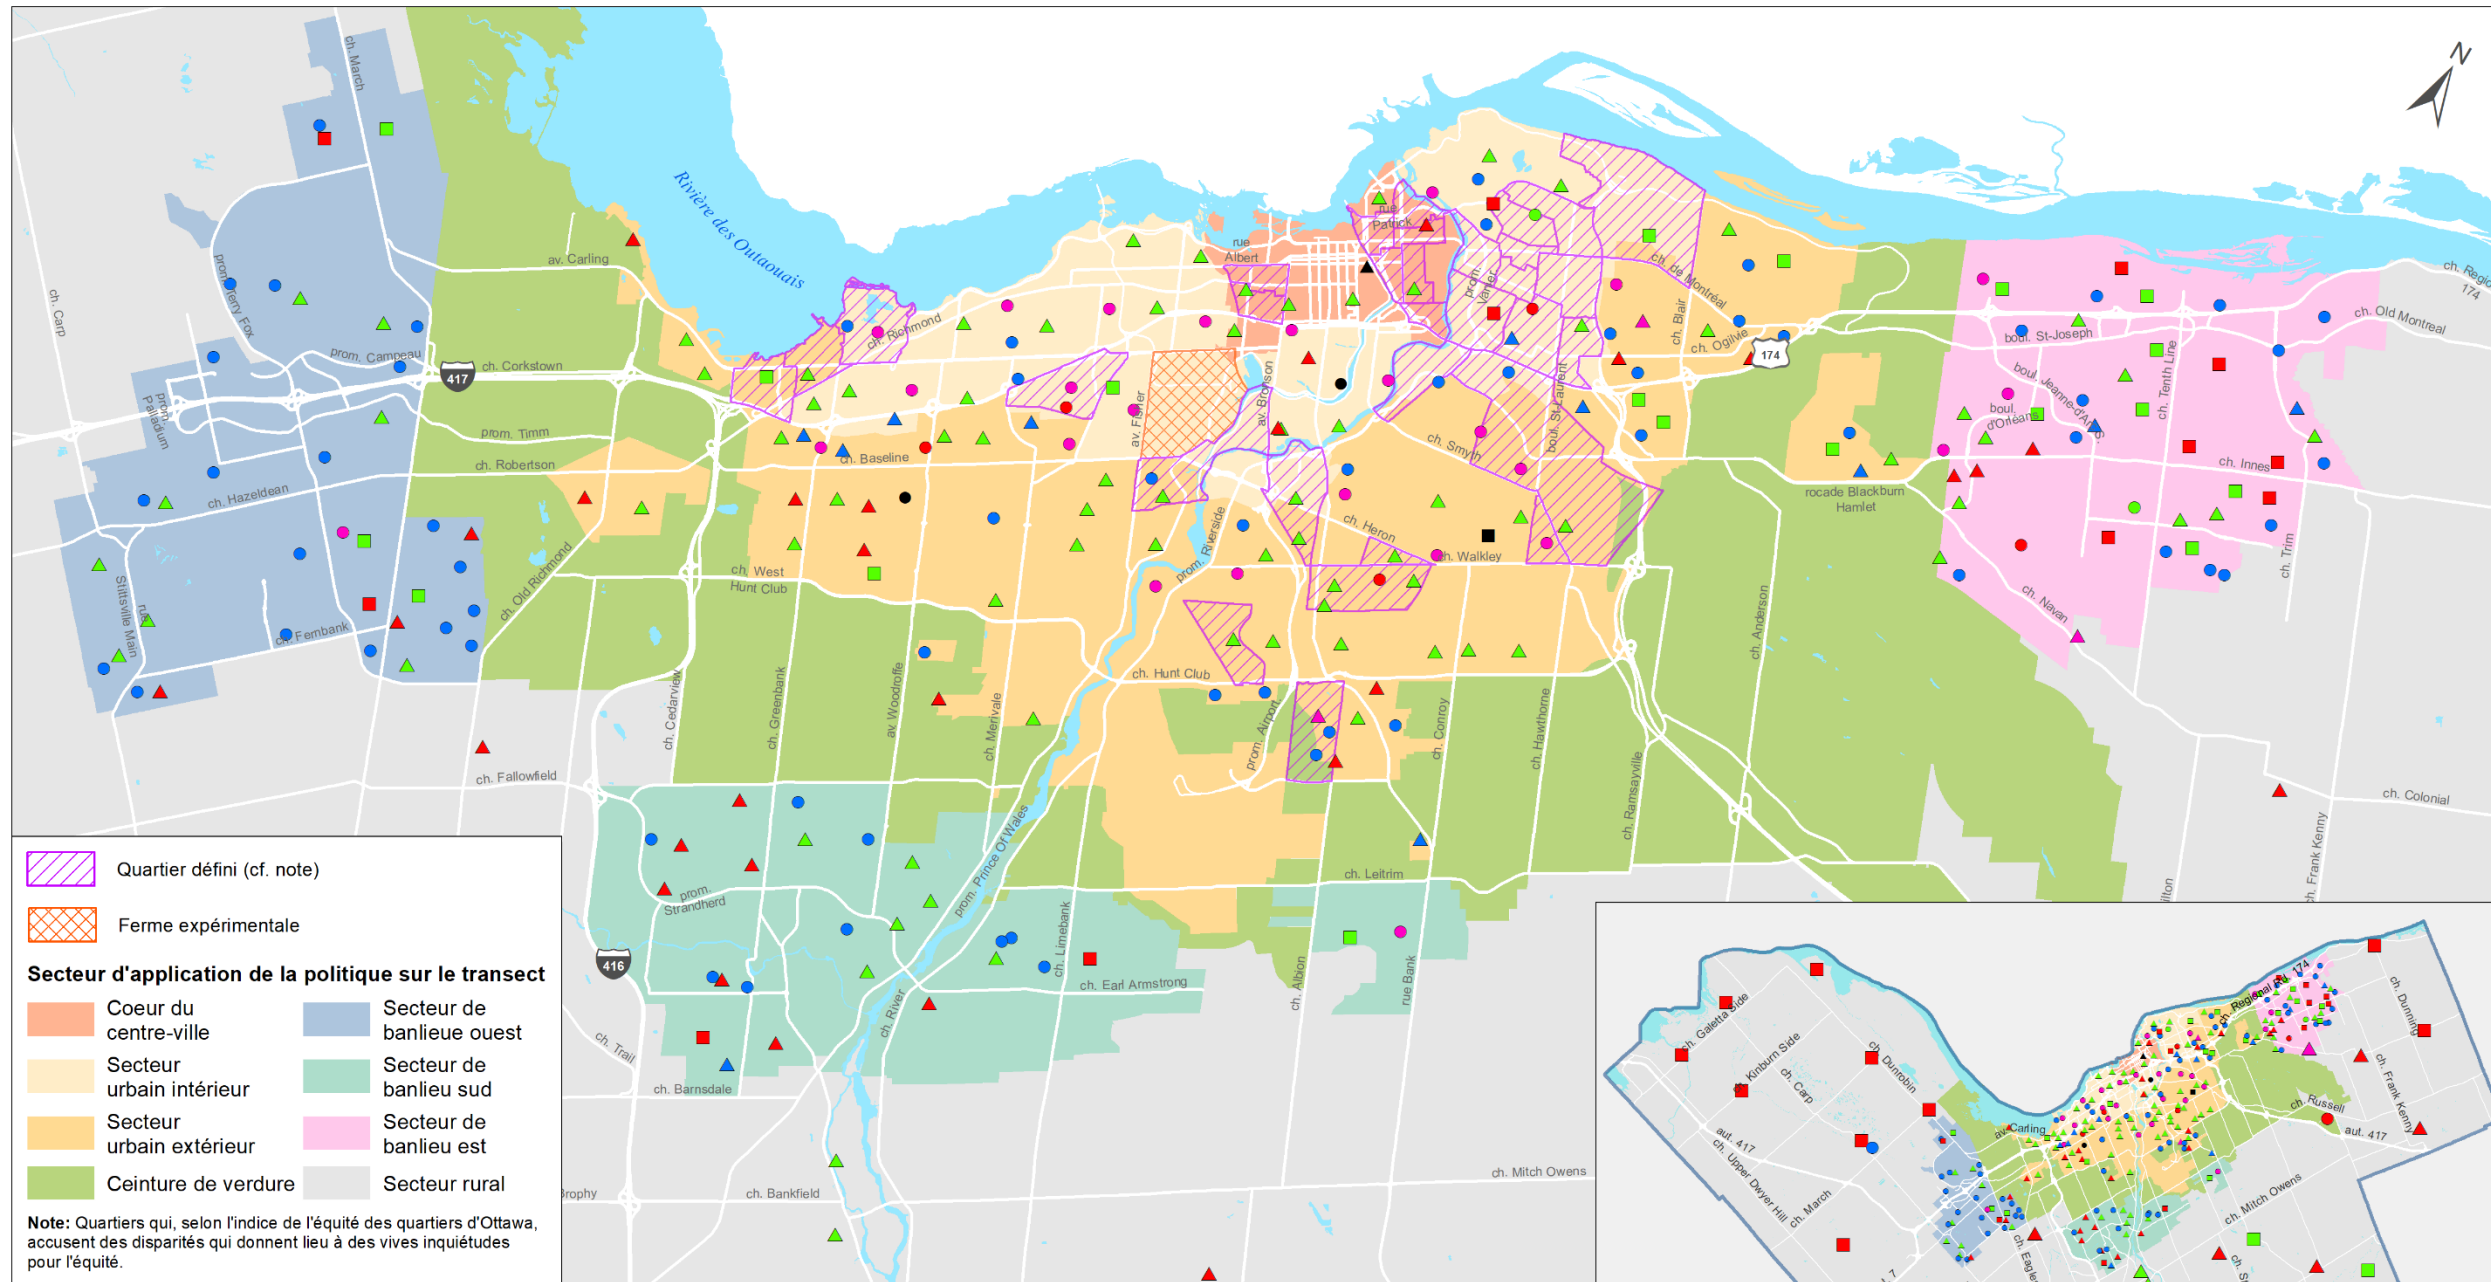 N
ch. March
Rivière des Outaouais
av. Carling
prom. Terry Fox
ch. Carp
prom. Campeau
417
ch. Corkstown
prom. Palladium
prom. Timm
ch. Robertson
ch. Hazeldean
ch. Old Richmond
rue Stittsville Main
ch. Fernbank
ch. Richmond
ch. Baseline
av. Fisher
av. Bronson
rue Albert
rue Patrick
prom. Vanier
ch. de Montréal
ch. Blair
ch. Ogilvie
174
boul. St-Laurent
ch. Smyth
ch. Heron
ch. Walkley
prom. Riverside
ch. West Hunt Club
ch. Hunt Club
ch. Cedarview
ch. Greenbank
av. Woodroffe
ch. Merivale
prom. Airport
ch. Conroy
ch. Hawthorne
ch. Ramsayville
ch. Anderson
rocade Blackburn Hamlet
boul. St-Joseph
boul. Jeanne-d'Arc S.
boul. d'Orléans
ch. Tenth Line
ch. Old Montreal
ch. Innes
ch. Trim
ch. Navan
ch. Colonial
ch. Frank Kenny
ch. Fallowfield
prom. Strandherd
prom. Prince Of Wales
ch. Limebank
ch. Leitrim
ch. Earl Armstrong
ch. Albion
rue Bank
416
ch. River
ch. Trail
ch. Barnsdale
ch. Bankfield
ch. Mitch Owens
Quartier défini (cf. note)
Ferme expérimentale
Secteur d'application de la politique sur le transect
Coeur du
centre-ville
Secteur
urbain intérieur
Secteur
urbain extérieur
Ceinture de verdure
Secteur de
banlieue ouest
Secteur de
banlieu sud
Secteur de
banlieu est
Secteur rural
Note: Quartiers qui, selon l'indice de l'équité des quartiers d'Ottawa,
accusent des disparités qui donnent lieu à des vives inquiétudes
pour l'équité.
ch. Galetta Side
ch. Kinburn Side
ch. Carp
ch. Dunrobin
aut. 417
ch. Upper Dwyer Hill
ch. March
av. Carling
ch. Regional Rd. 174
ch. Dunning
ch. Frank Kenny
ch. Russell
aut. 417
ch. Mitch Owens